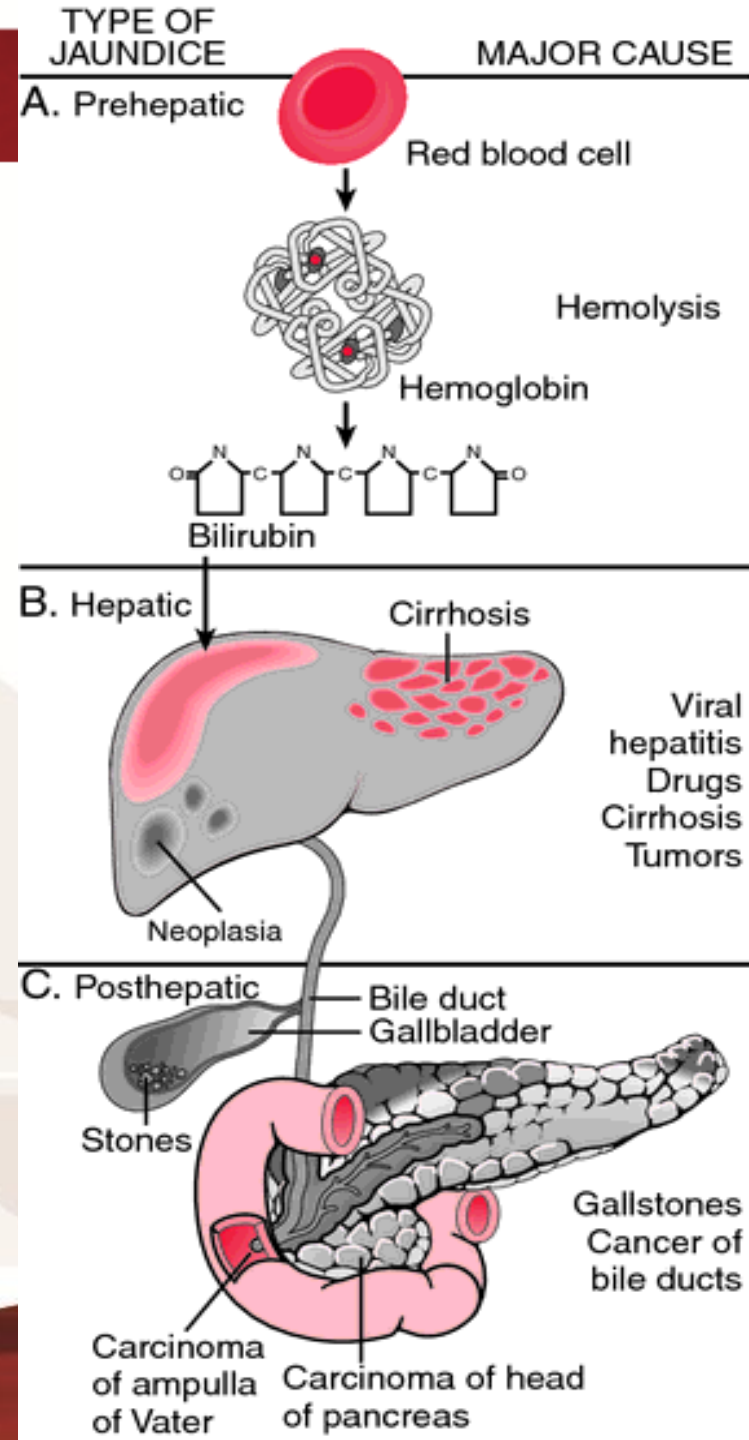 TYPE OF
JAUNDICE
MAJOR CAUSE
A. Prehepatic
Red blood cell
Hemolysis
Hemoglobin
N N N N
O C C C O
Bilirubin
B. Hepatic
Cirrhosis
Viral
hepatitis
Drugs
Cirrhosis
Tumors
Neoplasia
C. Posthepatic
Bile duct
Gallbladder
Stones
Gallstones
Cancer of
bile ducts
Carcinoma
of ampulla
of Vater
Carcinoma of head
of pancreas